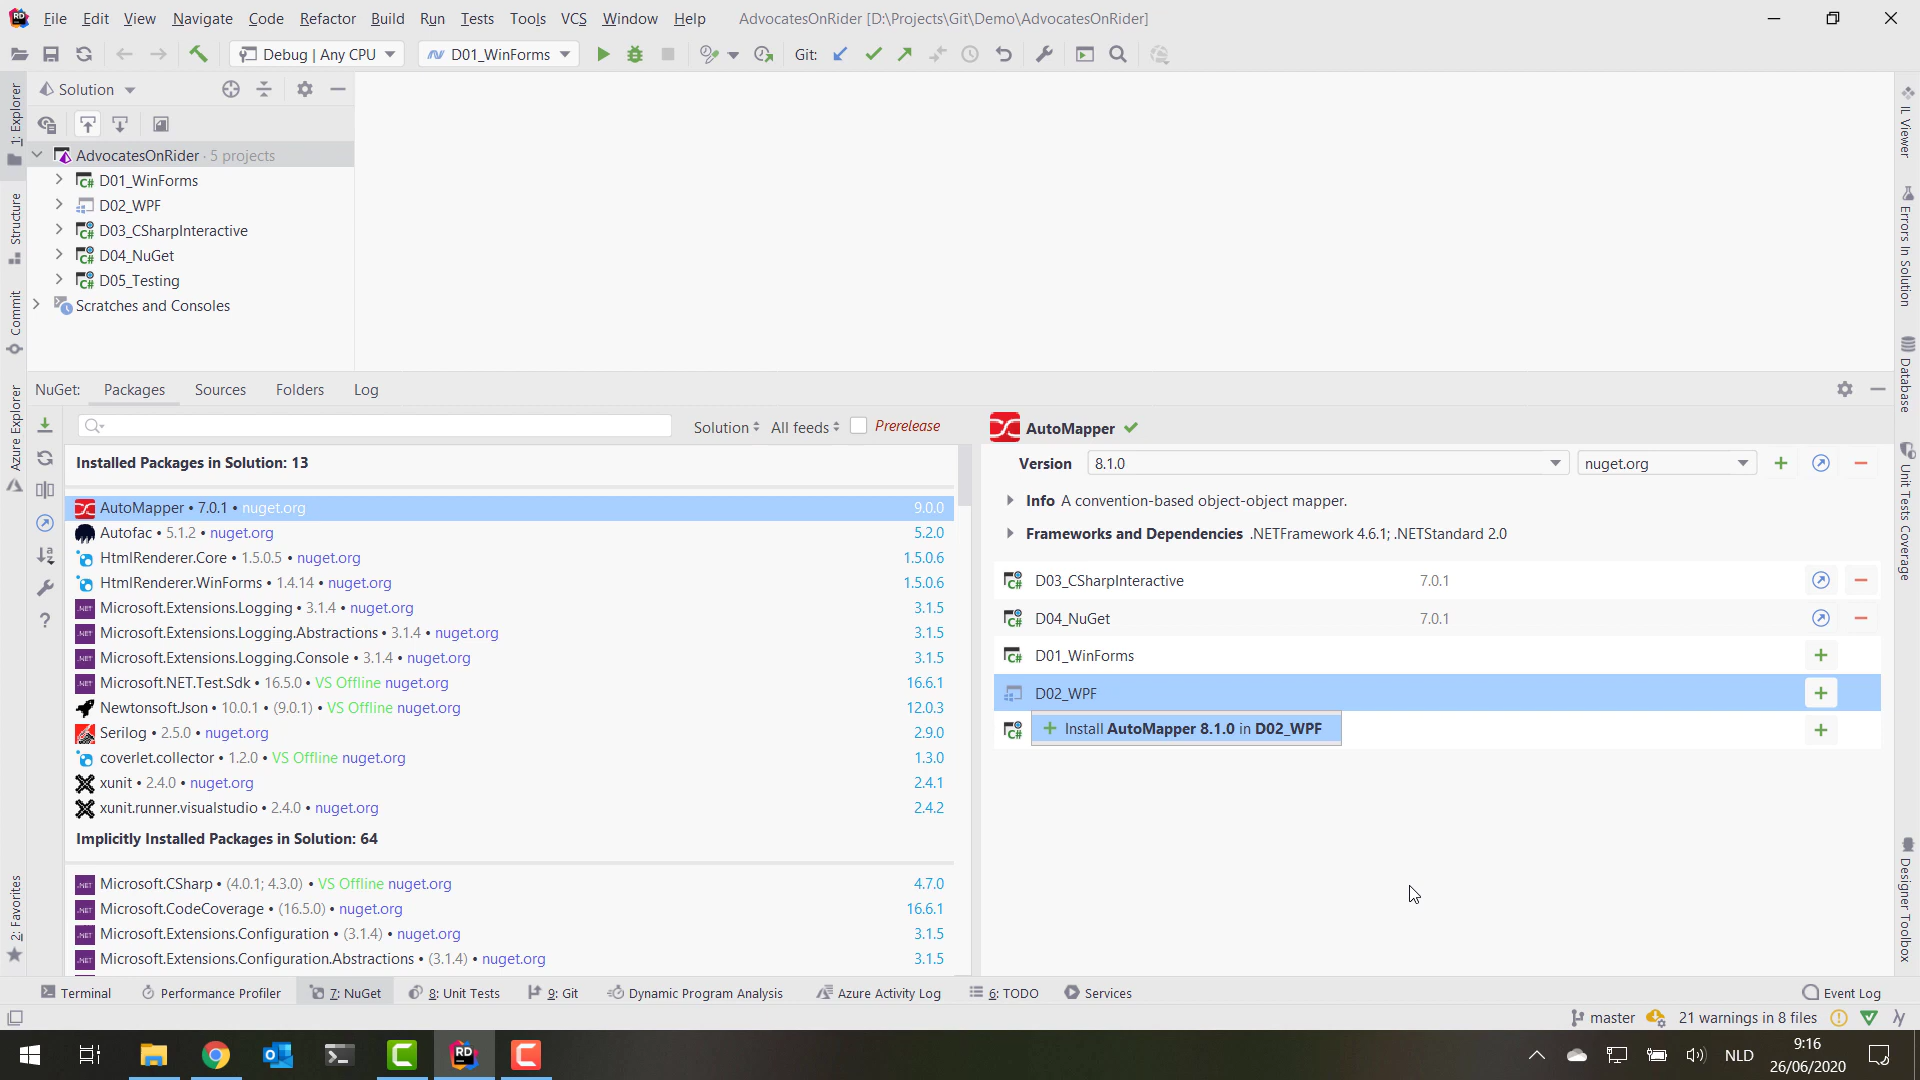 File Edit View Navigate Code Refactor Build Run Tests Tools VCS Window Help AdvocatesOnRider [D:\Projects\Git\Demo\AdvocatesOnRider]
Debug | Any CPU D01_WinForms Git:
Solution
AdvocatesOnRider · 5 projects
D01_WinForms
D02_WPF
D03_CSharpInteractive
D04_NuGet
D05_Testing
Scratches and Consoles
1: Explorer
Structure
Commit
Azure Explorer
2: Favorites
IL Viewer
Errors In Solution
Database
Unit Tests Coverage
Designer Toolbox
NuGet: Packages Sources Folders Log
Solution All feeds Prerelease
Installed Packages in Solution: 13
AutoMapper • 7.0.1 • nuget.org 9.0.0
Autofac • 5.1.2 • nuget.org 5.2.0
HtmlRenderer.Core • 1.5.0.5 • nuget.org 1.5.0.6
HtmlRenderer.WinForms • 1.4.14 • nuget.org 1.5.0.6
Microsoft.Extensions.Logging • 3.1.4 • nuget.org 3.1.5
Microsoft.Extensions.Logging.Abstractions • 3.1.4 • nuget.org 3.1.5
Microsoft.Extensions.Logging.Console • 3.1.4 • nuget.org 3.1.5
Microsoft.NET.Test.Sdk • 16.5.0 • VS Offline nuget.org 16.6.1
Newtonsoft.Json • 10.0.1 • (9.0.1) • VS Offline nuget.org 12.0.3
Serilog • 2.5.0 • nuget.org 2.9.0
coverlet.collector • 1.2.0 • VS Offline nuget.org 1.3.0
xunit • 2.4.0 • nuget.org 2.4.1
xunit.runner.visualstudio • 2.4.0 • nuget.org 2.4.2
Implicitly Installed Packages in Solution: 64
Microsoft.CSharp • (4.0.1; 4.3.0) • VS Offline nuget.org 4.7.0
Microsoft.CodeCoverage • (16.5.0) • nuget.org 16.6.1
Microsoft.Extensions.Configuration • (3.1.4) • nuget.org 3.1.5
Microsoft.Extensions.Configuration.Abstractions • (3.1.4) • nuget.org 3.1.5
AutoMapper
Version 8.1.0 nuget.org
Info A convention-based object-object mapper.
Frameworks and Dependencies .NETFramework 4.6.1; .NETStandard 2.0
D03_CSharpInteractive 7.0.1
D04_NuGet 7.0.1
D01_WinForms
D02_WPF
Install AutoMapper 8.1.0 in D02_WPF
Terminal Performance Profiler 7: NuGet 8: Unit Tests 9: Git Dynamic Program Analysis Azure Activity Log 6: TODO Services Event Log
master 21 warnings in 8 files
NLD
9:16
26/06/2020